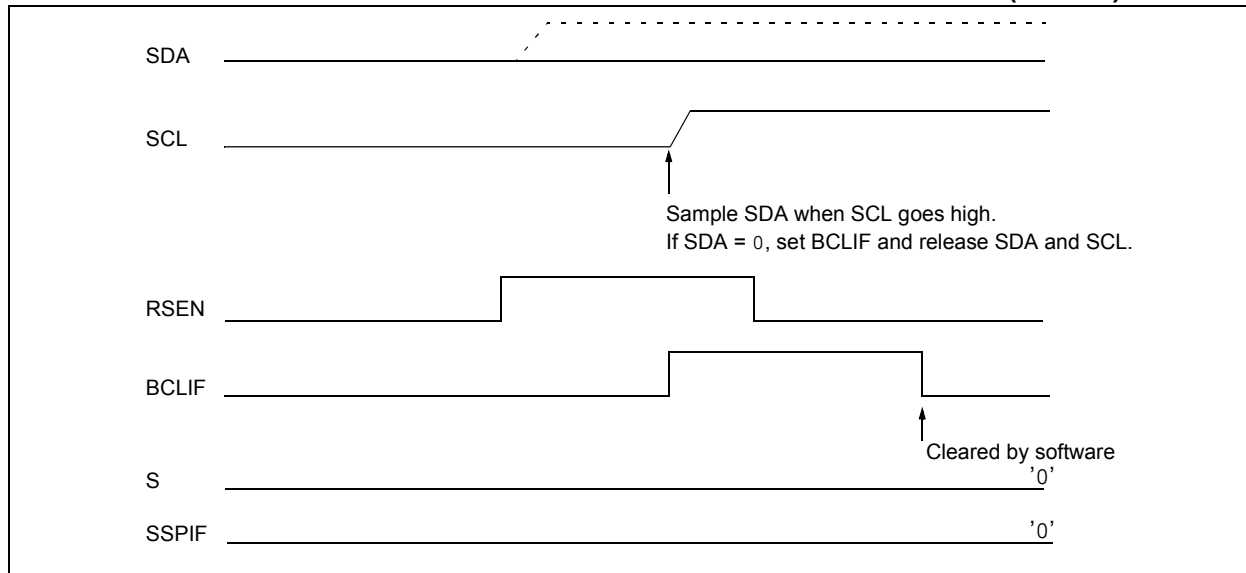 SDA
SCL
Sample SDA when SCL goes high.
If SDA = 0, set BCLIF and release SDA and SCL.
RSEN
BCLIF
Cleared by software
S
'0'
SSPIF
'0'